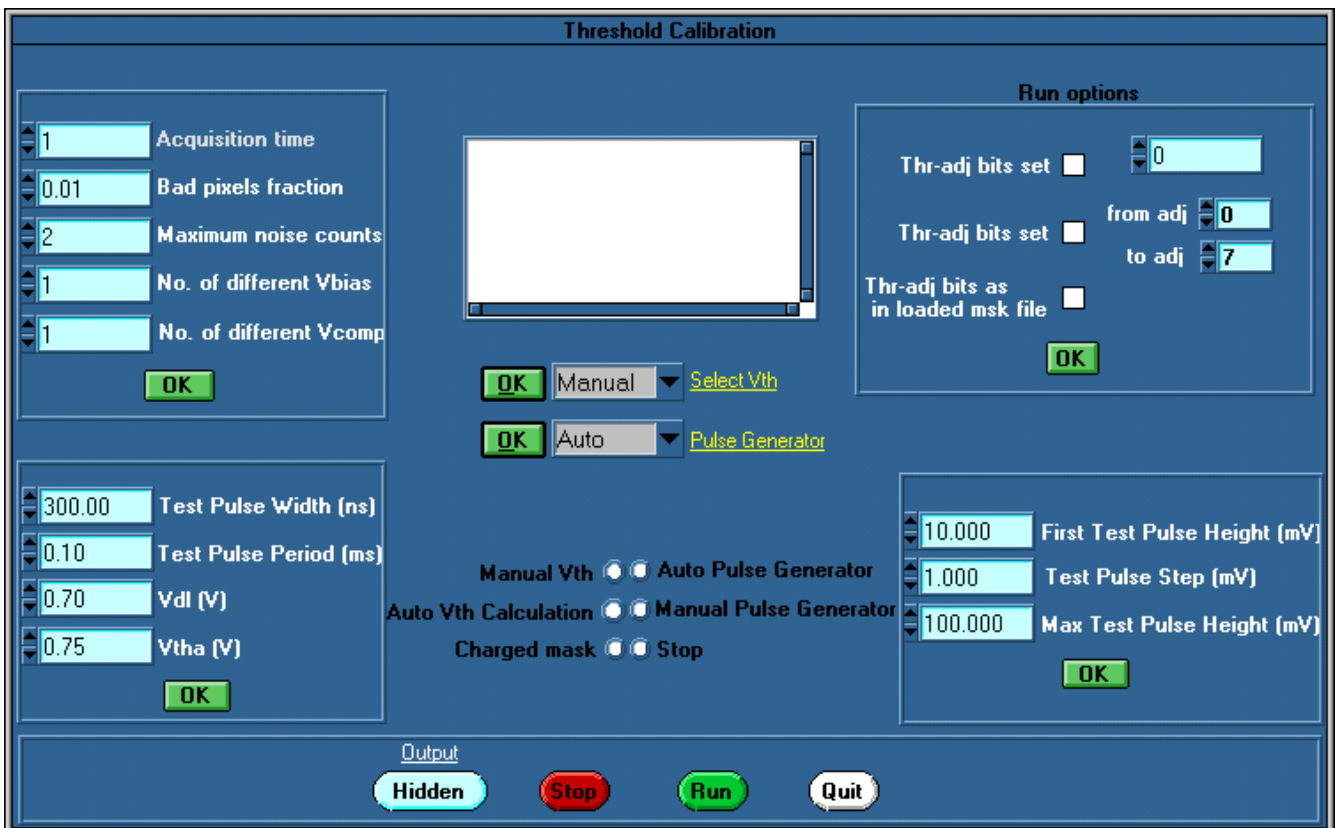 Threshold Calibration
1 Acquisition time
0.01 Bad pixels fraction
2 Maximum noise counts
1 No. of different Vbias
1 No. of different Vcomp
OK
OK Manual Select Vth
OK Auto Pulse Generator
Run options
Thr-adj bits set 0
Thr-adj bits set
from adj 0
to adj 7
Thr-adj bits as
in loaded msk file
OK
300.00 Test Pulse Width (ns)
0.10 Test Pulse Period (ms)
0.70 Vdl (V)
0.75 Vtha (V)
OK
Manual Vth Auto Pulse Generator
Auto Vth Calculation Manual Pulse Generator
Charged mask Stop
10.000 First Test Pulse Height (mV)
1.000 Test Pulse Step (mV)
100.000 Max Test Pulse Height (mV)
OK
Output
Hidden Stop Run Quit